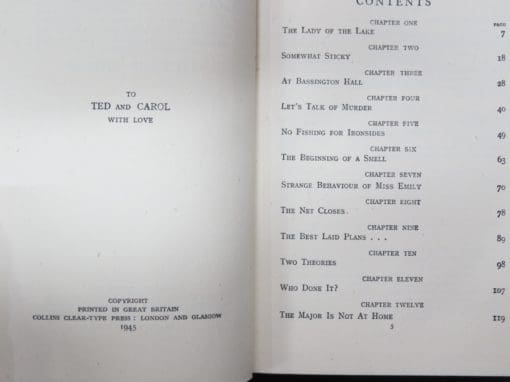 TO
TED AND CAROL
WITH LOVE
COPYRIGHT
PRINTED IN GREAT BRITAIN
COLLINS CLEAR-TYPE PRESS : LONDON AND GLASGOW
1945
CONTENTS
CHAPTER ONE PAGE
THE LADY OF THE LAKE 7
CHAPTER TWO
SOMEWHAT STICKY 18
CHAPTER THREE
AT BASSINGTON HALL 28
CHAPTER FOUR
LET'S TALK OF MURDER 40
CHAPTER FIVE
NO FISHING FOR IRONSIDES 49
CHAPTER SIX
THE BEGINNING OF A SMELL 63
CHAPTER SEVEN
STRANGE BEHAVIOUR OF MISS EMILY 70
CHAPTER EIGHT
THE NET CLOSES 78
CHAPTER NINE
THE BEST LAID PLANS . . . 89
CHAPTER TEN
TWO THEORIES 98
CHAPTER ELEVEN
WHO DONE IT? 107
CHAPTER TWELVE
THE MAJOR IS NOT AT HOME 119
5